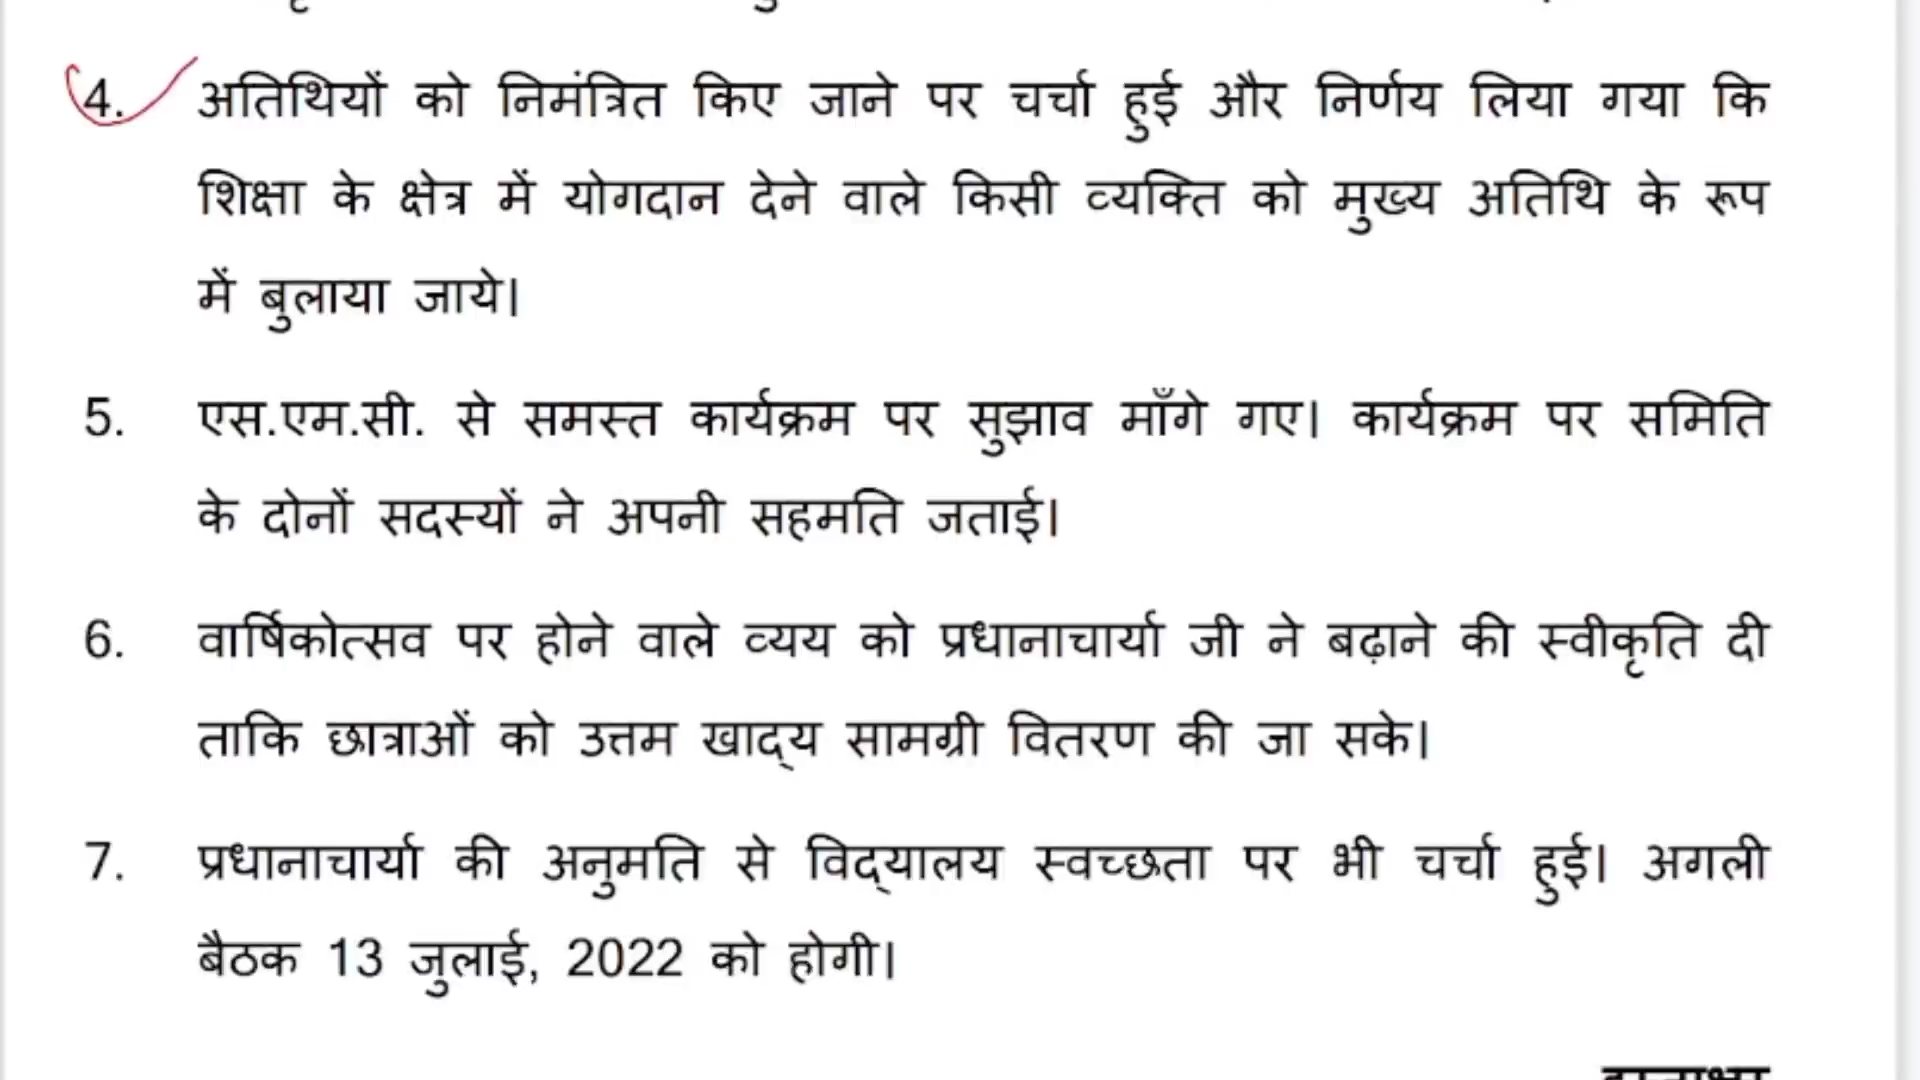 4. अतिथियों को निमंत्रित किए जाने पर चर्चा हुई और निर्णय लिया गया कि
शिक्षा के क्षेत्र में योगदान देने वाले किसी व्यक्ति को मुख्य अतिथि के रूप
में बुलाया जाये।
5. एस.एम.सी. से समस्त कार्यक्रम पर सुझाव माँगे गए। कार्यक्रम पर समिति
के दोनों सदस्यों ने अपनी सहमति जताई।
6. वार्षिकोत्सव पर होने वाले व्यय को प्रधानाचार्या जी ने बढ़ाने की स्वीकृति दी
ताकि छात्राओं को उत्तम खाद्य सामग्री वितरण की जा सके।
7. प्रधानाचार्या की अनुमति से विद्यालय स्वच्छता पर भी चर्चा हुई। अगली
बैठक 13 जुलाई, 2022 को होगी।